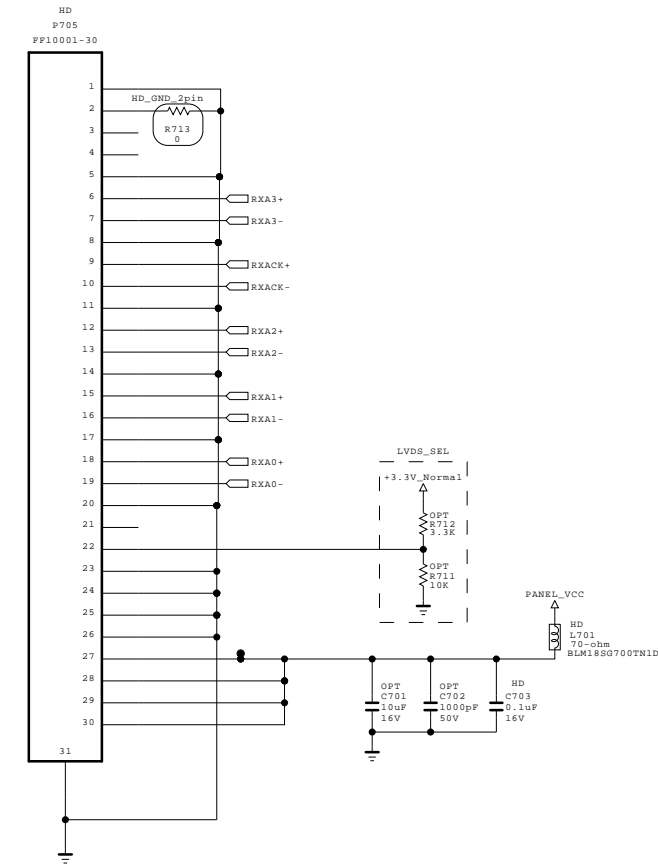 HD
P705
FF10001-30
1
HD_GND_2pin
2
R713
0
3
4
5
6
RXA3+
7
RXA3-
8
9
RXACK+
10
RXACK-
11
12
RXA2+
13
RXA2-
14
15
RXA1+
16
RXA1-
17
18
RXA0+
19
RXA0-
20
21
22
23
24
25
26
27
28
29
30
31
LVDS_SEL
+3.3V_Normal
OPT
R712
3.3K
OPT
R711
10K
PANEL_VCC
HD
L701
70-ohm
BLM18SG700TN1D
OPT
C701
10uF
16V
OPT
C702
1000pF
50V
HD
C703
0.1uF
16V